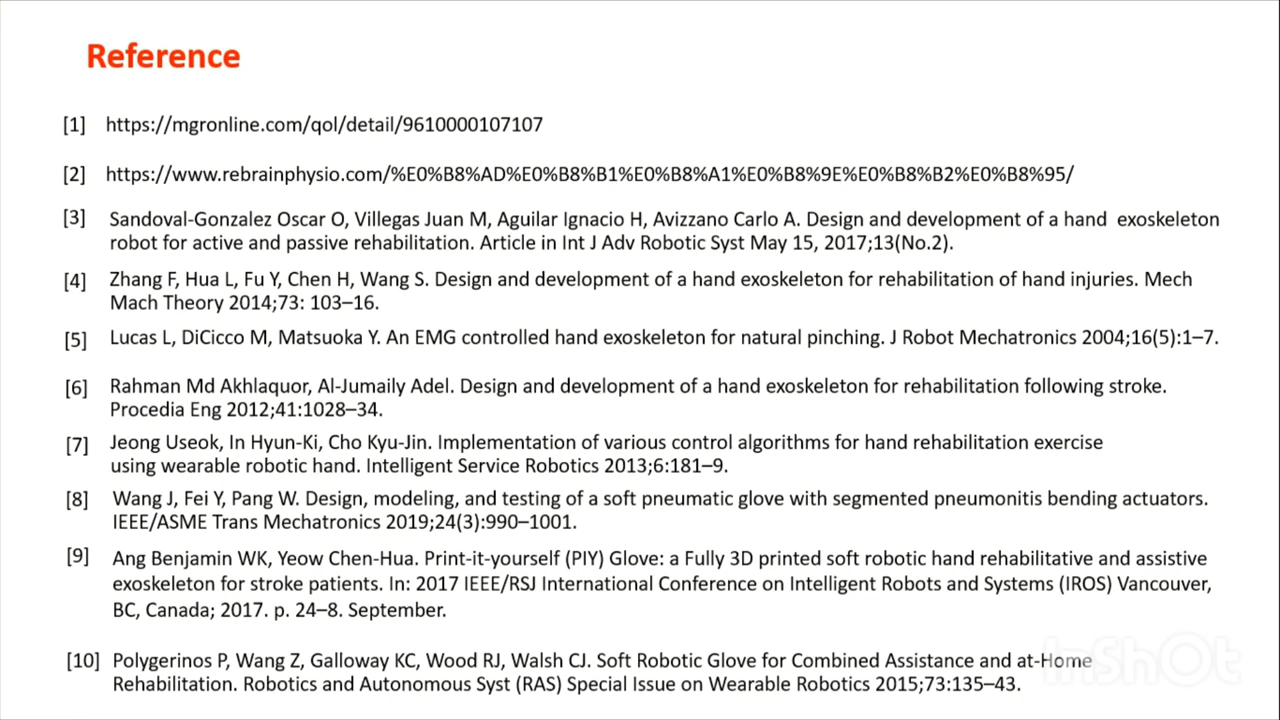 Reference
[1] https://mgronline.com/qol/detail/9610000107107
[2] https://www.rebrainphysio.com/%E0%B8%AD%E0%B8%B1%E0%B8%A1%E0%B8%9E%E0%B8%B2%E0%B8%95/
[3] Sandoval-Gonzalez Oscar O, Villegas Juan M, Aguilar Ignacio H, Avizzano Carlo A. Design and development of a hand exoskeleton
robot for active and passive rehabilitation. Article in Int J Adv Robotic Syst May 15, 2017;13(No.2).
[4] Zhang F, Hua L, Fu Y, Chen H, Wang S. Design and development of a hand exoskeleton for rehabilitation of hand injuries. Mech
Mach Theory 2014;73: 103–16.
[5] Lucas L, DiCicco M, Matsuoka Y. An EMG controlled hand exoskeleton for natural pinching. J Robot Mechatronics 2004;16(5):1–7.
[6] Rahman Md Akhlaquor, Al-Jumaily Adel. Design and development of a hand exoskeleton for rehabilitation following stroke.
Procedia Eng 2012;41:1028–34.
[7] Jeong Useok, In Hyun-Ki, Cho Kyu-Jin. Implementation of various control algorithms for hand rehabilitation exercise
using wearable robotic hand. Intelligent Service Robotics 2013;6:181–9.
[8] Wang J, Fei Y, Pang W. Design, modeling, and testing of a soft pneumatic glove with segmented pneumonitis bending actuators.
IEEE/ASME Trans Mechatronics 2019;24(3):990–1001.
[9] Ang Benjamin WK, Yeow Chen-Hua. Print-it-yourself (PIY) Glove: a Fully 3D printed soft robotic hand rehabilitative and assistive
exoskeleton for stroke patients. In: 2017 IEEE/RSJ International Conference on Intelligent Robots and Systems (IROS) Vancouver,
BC, Canada; 2017. p. 24–8. September.
[10] Polygerinos P, Wang Z, Galloway KC, Wood RJ, Walsh CJ. Soft Robotic Glove for Combined Assistance and at-Home
Rehabilitation. Robotics and Autonomous Syst (RAS) Special Issue on Wearable Robotics 2015;73:135–43.
InShOt